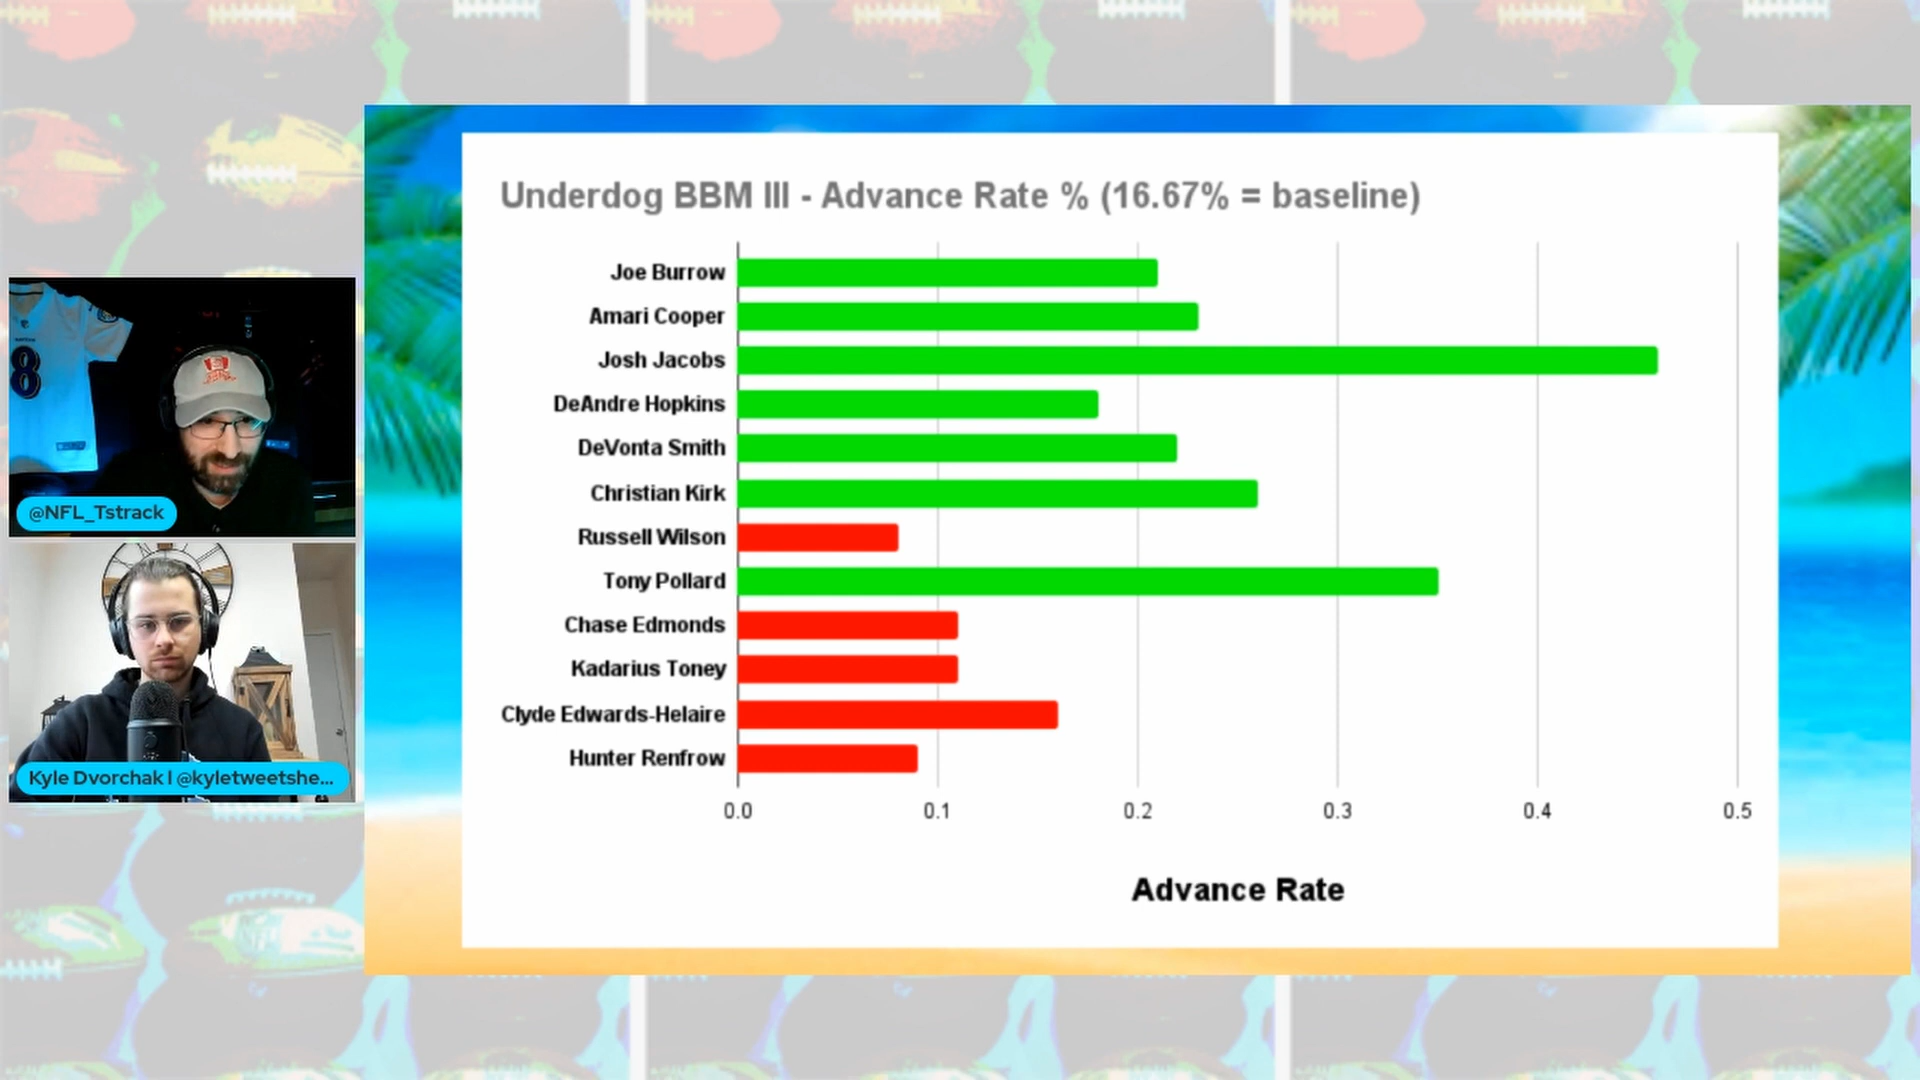 Underdog BBM III - Advance Rate % (16.67% = baseline)
Joe Burrow
Amari Cooper
Josh Jacobs
DeAndre Hopkins
DeVonta Smith
Christian Kirk
Russell Wilson
Tony Pollard
Chase Edmonds
Kadarius Toney
Clyde Edwards-Helaire
Hunter Renfrow
0.0 0.1 0.2 0.3 0.4 0.5
Advance Rate
8
@NFL_Tstrack
Kyle Dvorchak l @kyletweetshe...